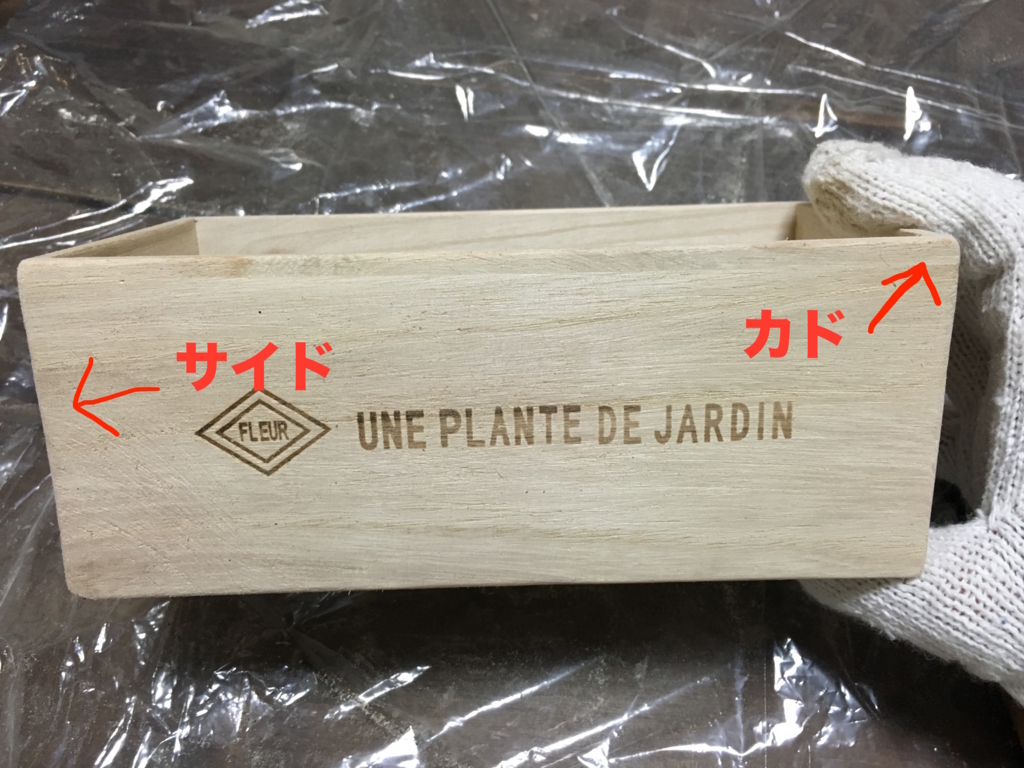 カド
サイド
FLEUR
UNE PLANTE DE JARDIN